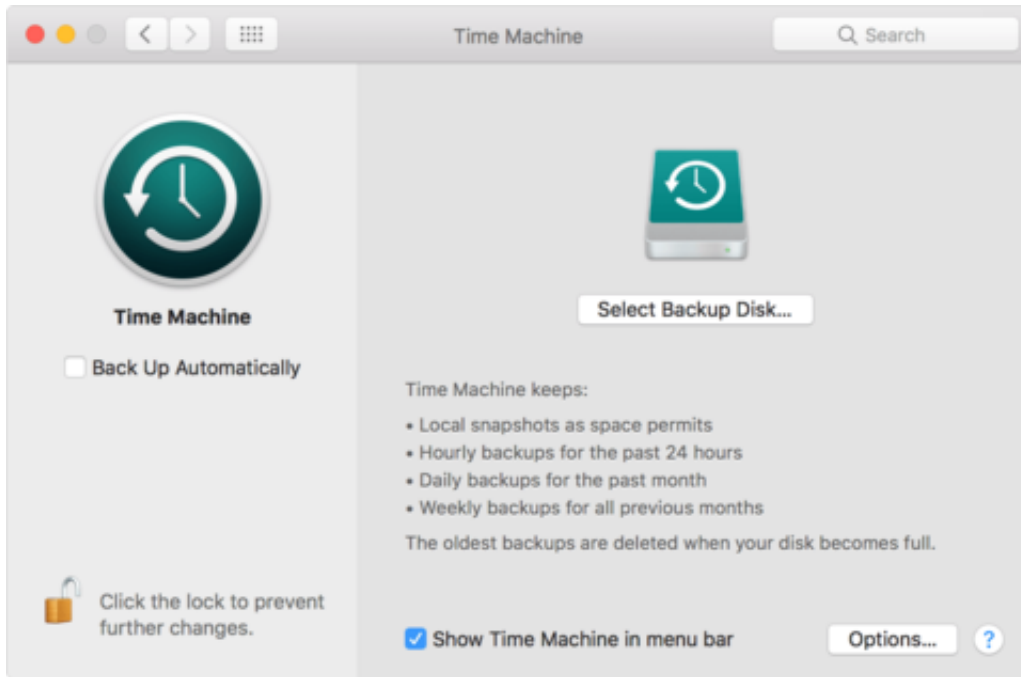 Time Machine
Search
Time Machine
Back Up Automatically
Click the lock to prevent
further changes.
Select Backup Disk...
Time Machine keeps:
• Local snapshots as space permits
• Hourly backups for the past 24 hours
• Daily backups for the past month
• Weekly backups for all previous months
The oldest backups are deleted when your disk becomes full.
Show Time Machine in menu bar
Options...
?